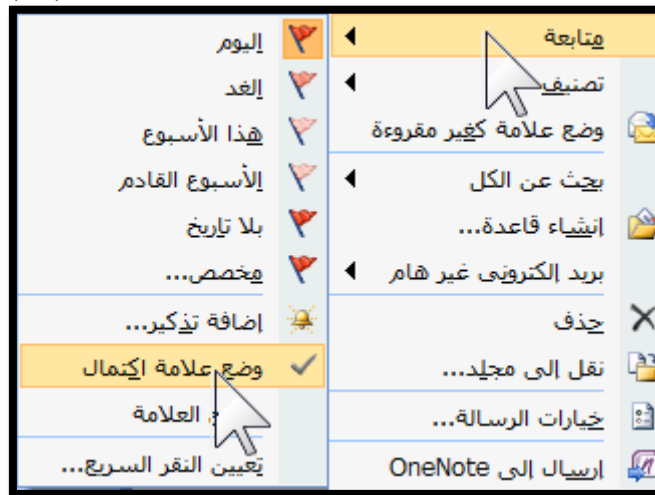 متابعة
تصنيف
وضع علامة كغير مقروءة
بحث عن الكل
إنشاء قاعدة...
بريد إلكتروني غير هام
حذف
نقل إلى مجلد...
خيارات الرسالة...
إرسال إلى OneNote
اليوم
الغد
هذا الأسبوع
الأسبوع القادم
بلا تاريخ
مخصص...
إضافة تذكير...
وضع علامة اكتمال
العلامة
تعيين النقر السريع...